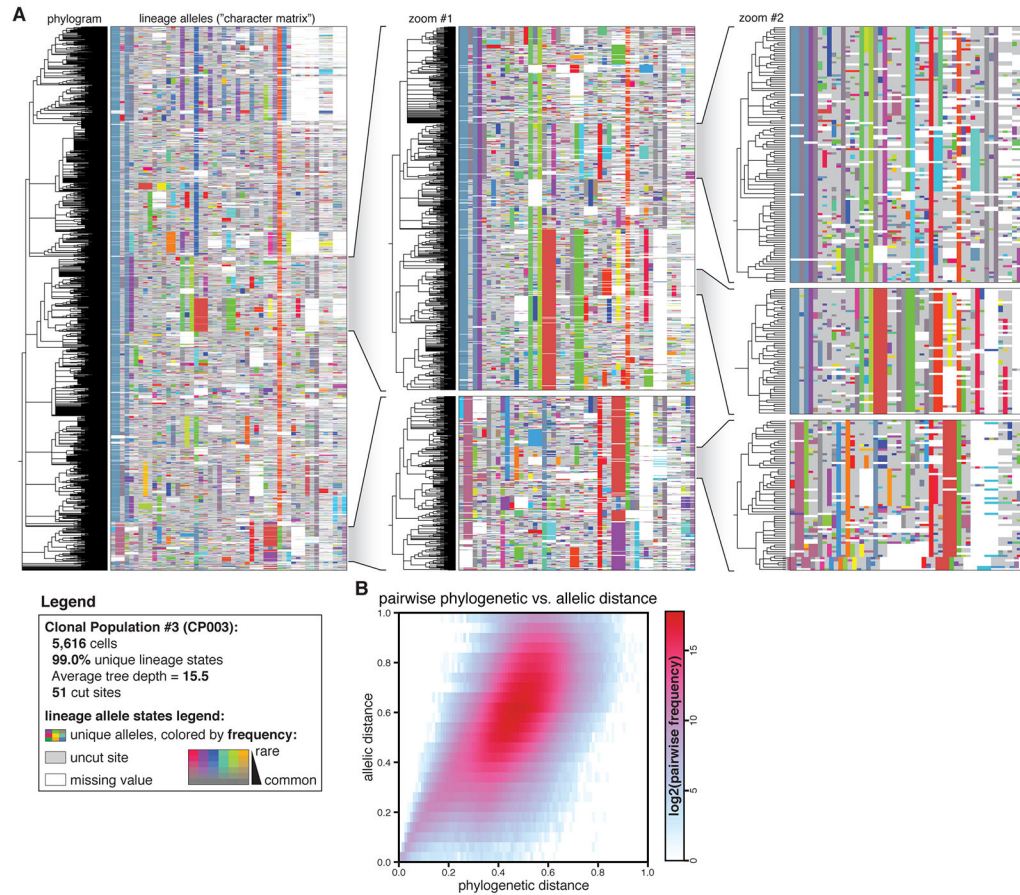 A
phylogram
lineage alleles ("character matrix")
zoom #1
zoom #2
Legend
Clonal Population #3 (CP003):
5,616 cells
99.0% unique lineage states
Average tree depth = 15.5
51 cut sites
lineage allele states legend:
unique alleles, colored by frequency:
uncut site
missing value
rare
common
B
pairwise phylogenetic vs. allelic distance
1.0
0.8
0.6
0.4
0.2
0.0
allelic distance
0.0
0.2
0.4
0.6
0.8
1.0
phylogenetic distance
15
10
5
0
log2(pairwise frequency)